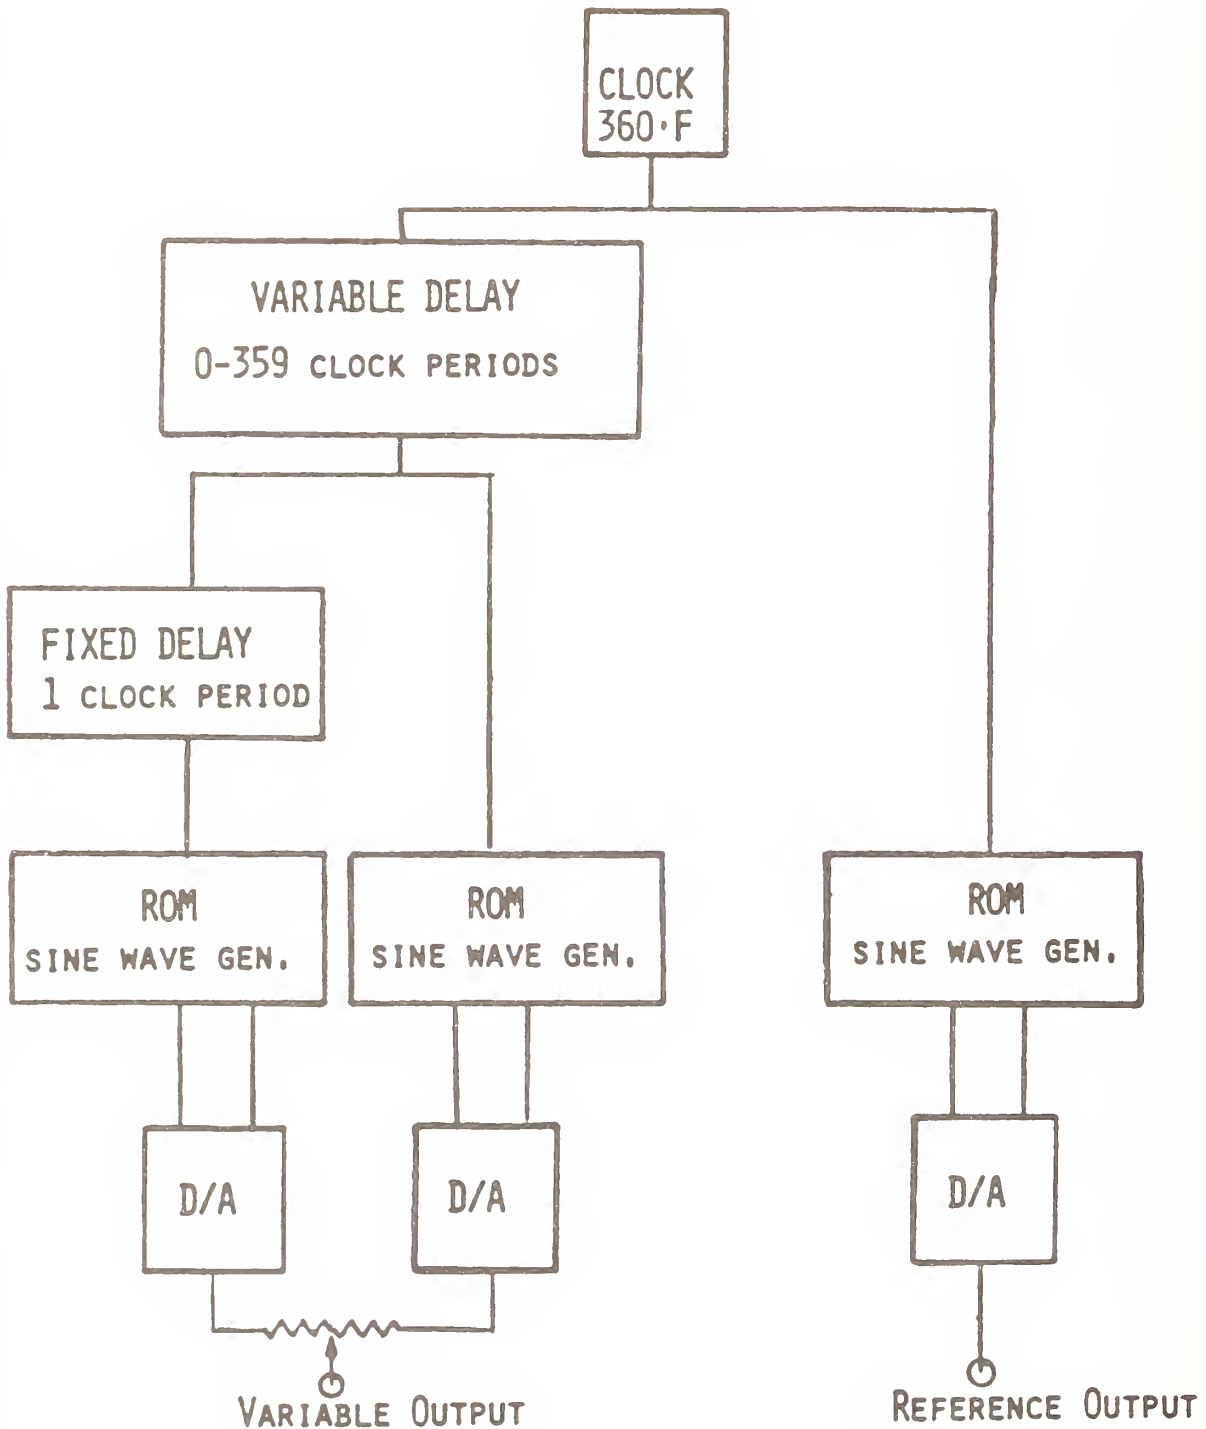 CLOCK
360·F
VARIABLE DELAY
0-359 CLOCK PERIODS
FIXED DELAY
1 CLOCK PERIOD
ROM
SINE WAVE GEN.
ROM
SINE WAVE GEN.
ROM
SINE WAVE GEN.
D/A
D/A
D/A
VARIABLE OUTPUT
REFERENCE OUTPUT